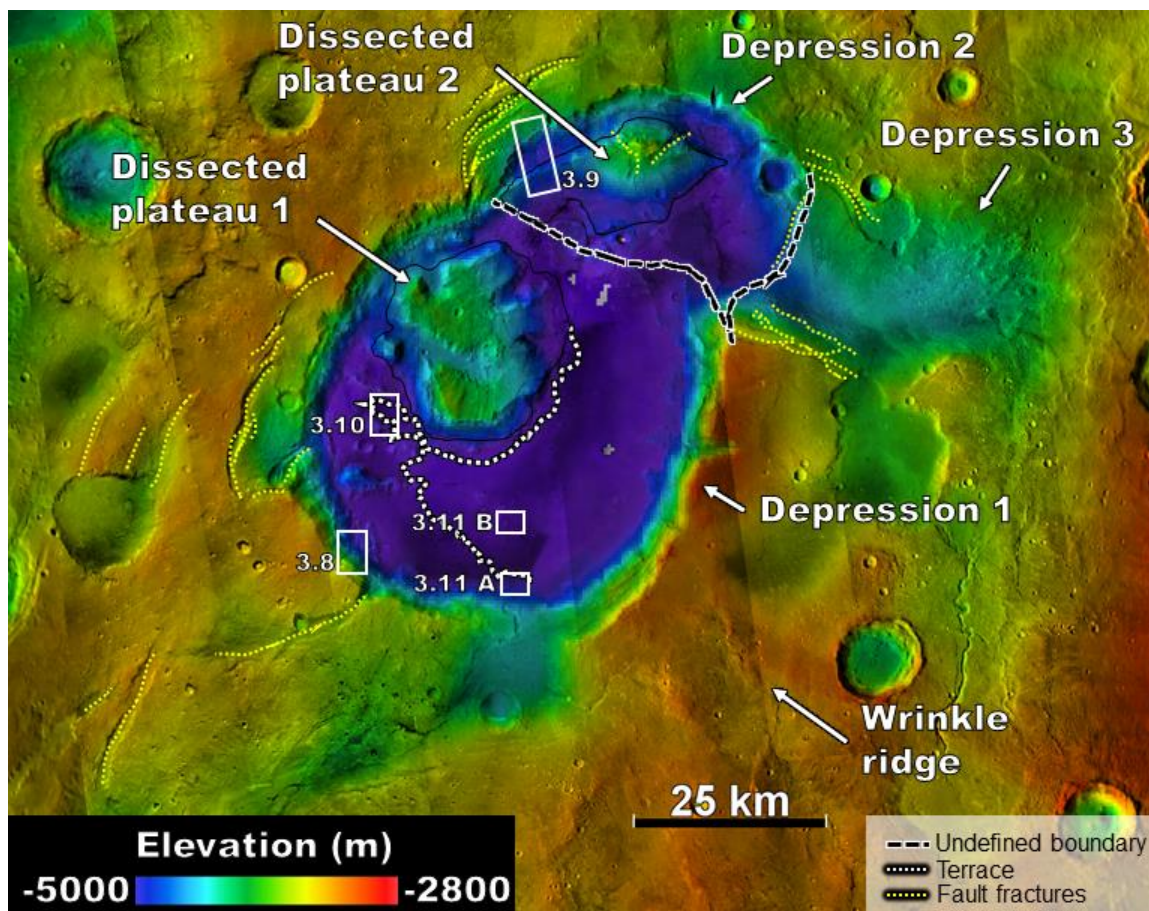 Dissected
plateau 2
Depression 2
Depression 3
Dissected
plateau 1
3.9
3.10
3.11 B
Depression 1
3.8
3.11 A
Wrinkle
ridge
25 km
Elevation (m)
-5000 -2800
Undefined boundary
Terrace
Fault fractures